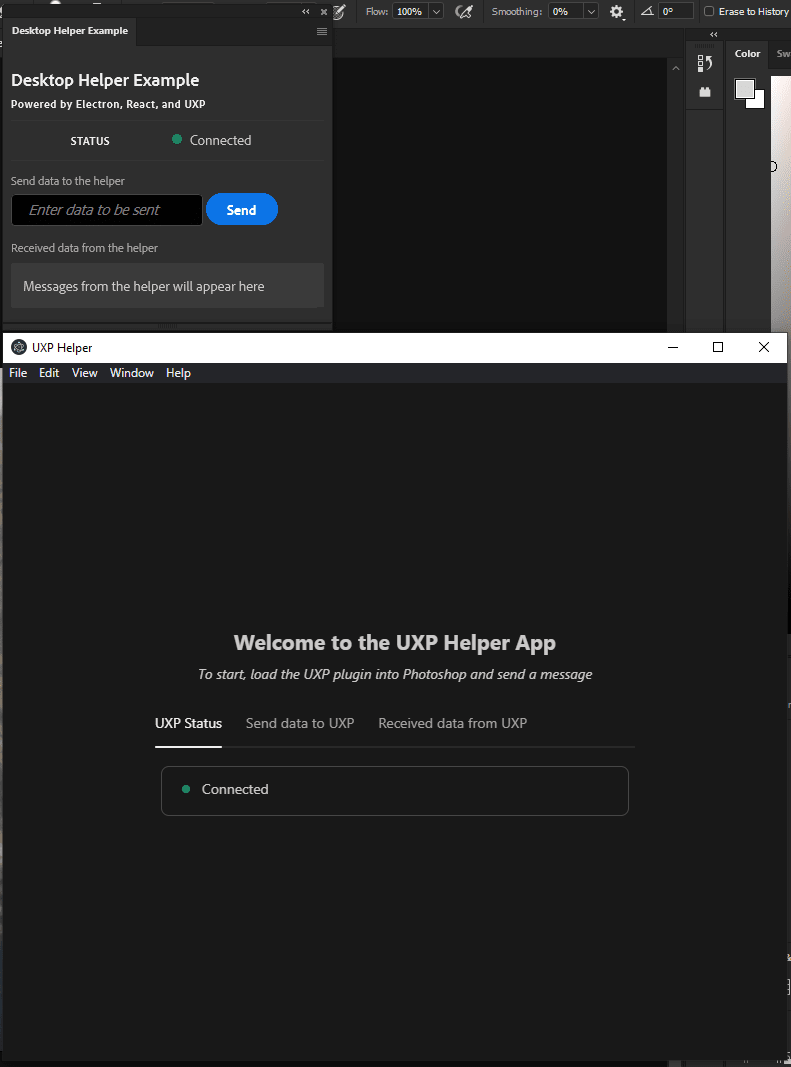 Flow: 100% Smoothing: 0% 0° Erase to History
Desktop Helper Example
Color Sw
Desktop Helper Example
Powered by Electron, React, and UXP
STATUS Connected
Send data to the helper
Enter data to be sent Send
Received data from the helper
Messages from the helper will appear here
UXP Helper
File Edit View Window Help
Welcome to the UXP Helper App
To start, load the UXP plugin into Photoshop and send a message
UXP Status Send data to UXP Received data from UXP
Connected